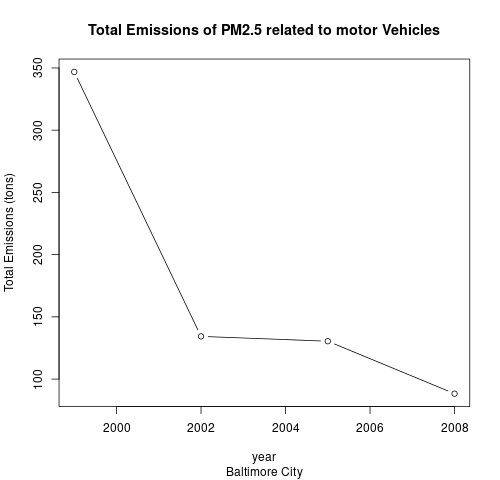 Total Emissions of PM2.5 related to motor Vehicles
Total Emissions (tons)
350
300
250
200
150
100
2000 2002 2004 2006 2008
year
Baltimore City